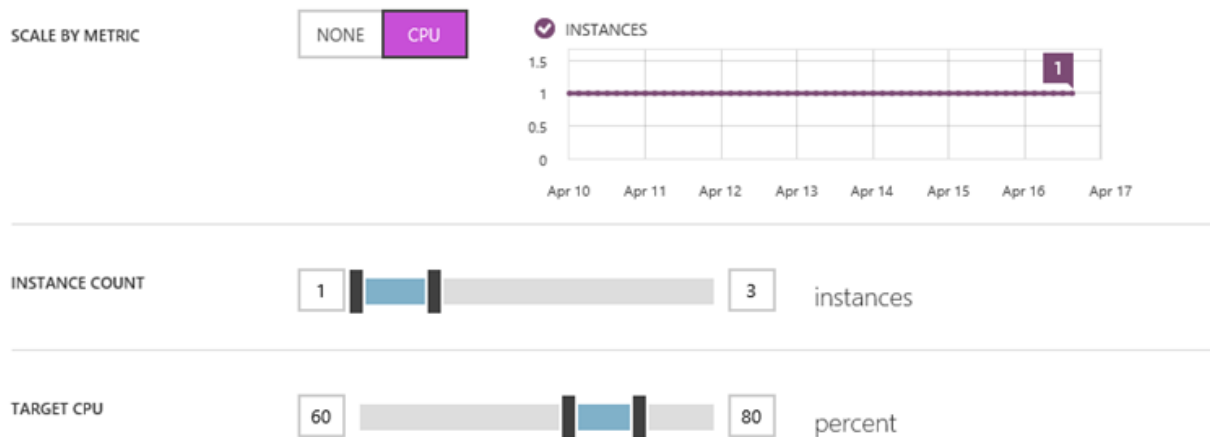 SCALE BY METRIC
NONE
CPU
INSTANCES
1.5
1
0.5
0
1
Apr 10 Apr 11 Apr 12 Apr 13 Apr 14 Apr 15 Apr 16 Apr 17
INSTANCE COUNT
1
3
instances
TARGET CPU
60
80
percent